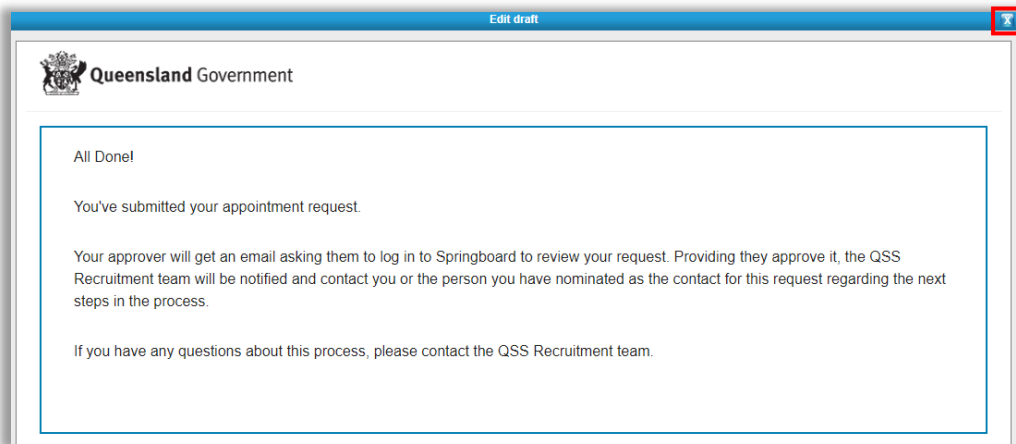 Edit draft
X
Queensland Government
All Done!
You've submitted your appointment request.
Your approver will get an email asking them to log in to Springboard to review your request. Providing they approve it, the QSS
Recruitment team will be notified and contact you or the person you have nominated as the contact for this request regarding the next
steps in the process.
If you have any questions about this process, please contact the QSS Recruitment team.